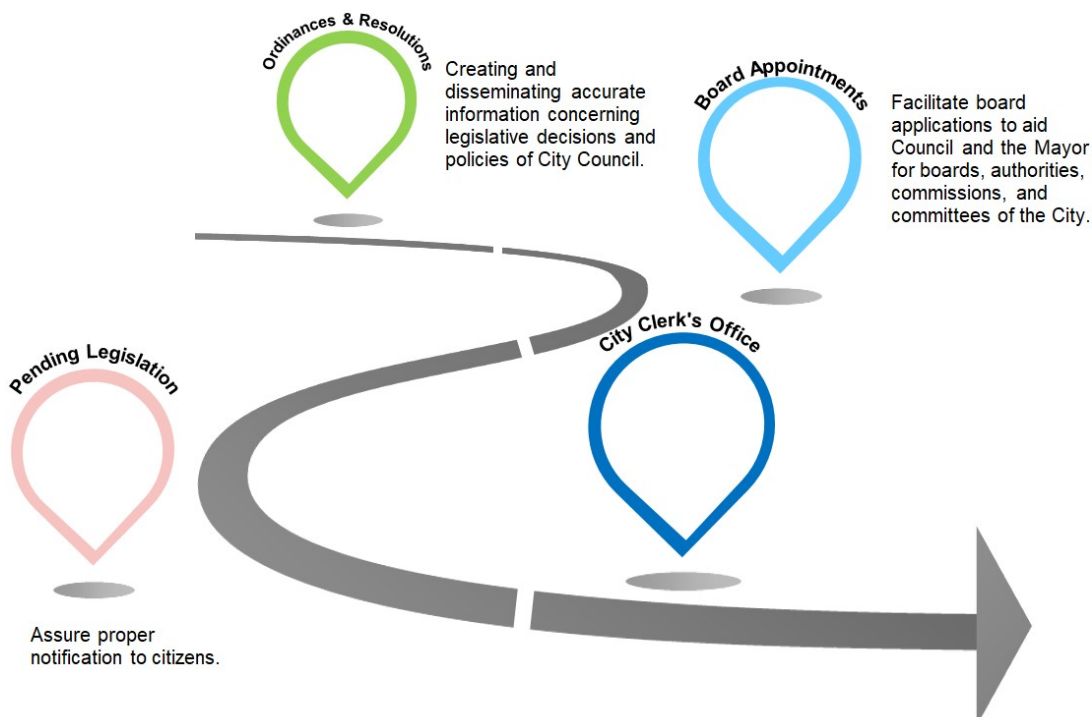 Ordinances & Resolutions
Creating and
disseminating accurate
information concerning
legislative decisions and
policies of City Council.
Board Appointments
Facilitate board
applications to aid
Council and the Mayor
for boards, authorities,
commissions, and
committees of the City.
City Clerk's Office
Pending Legislation
Assure proper
notification to citizens.